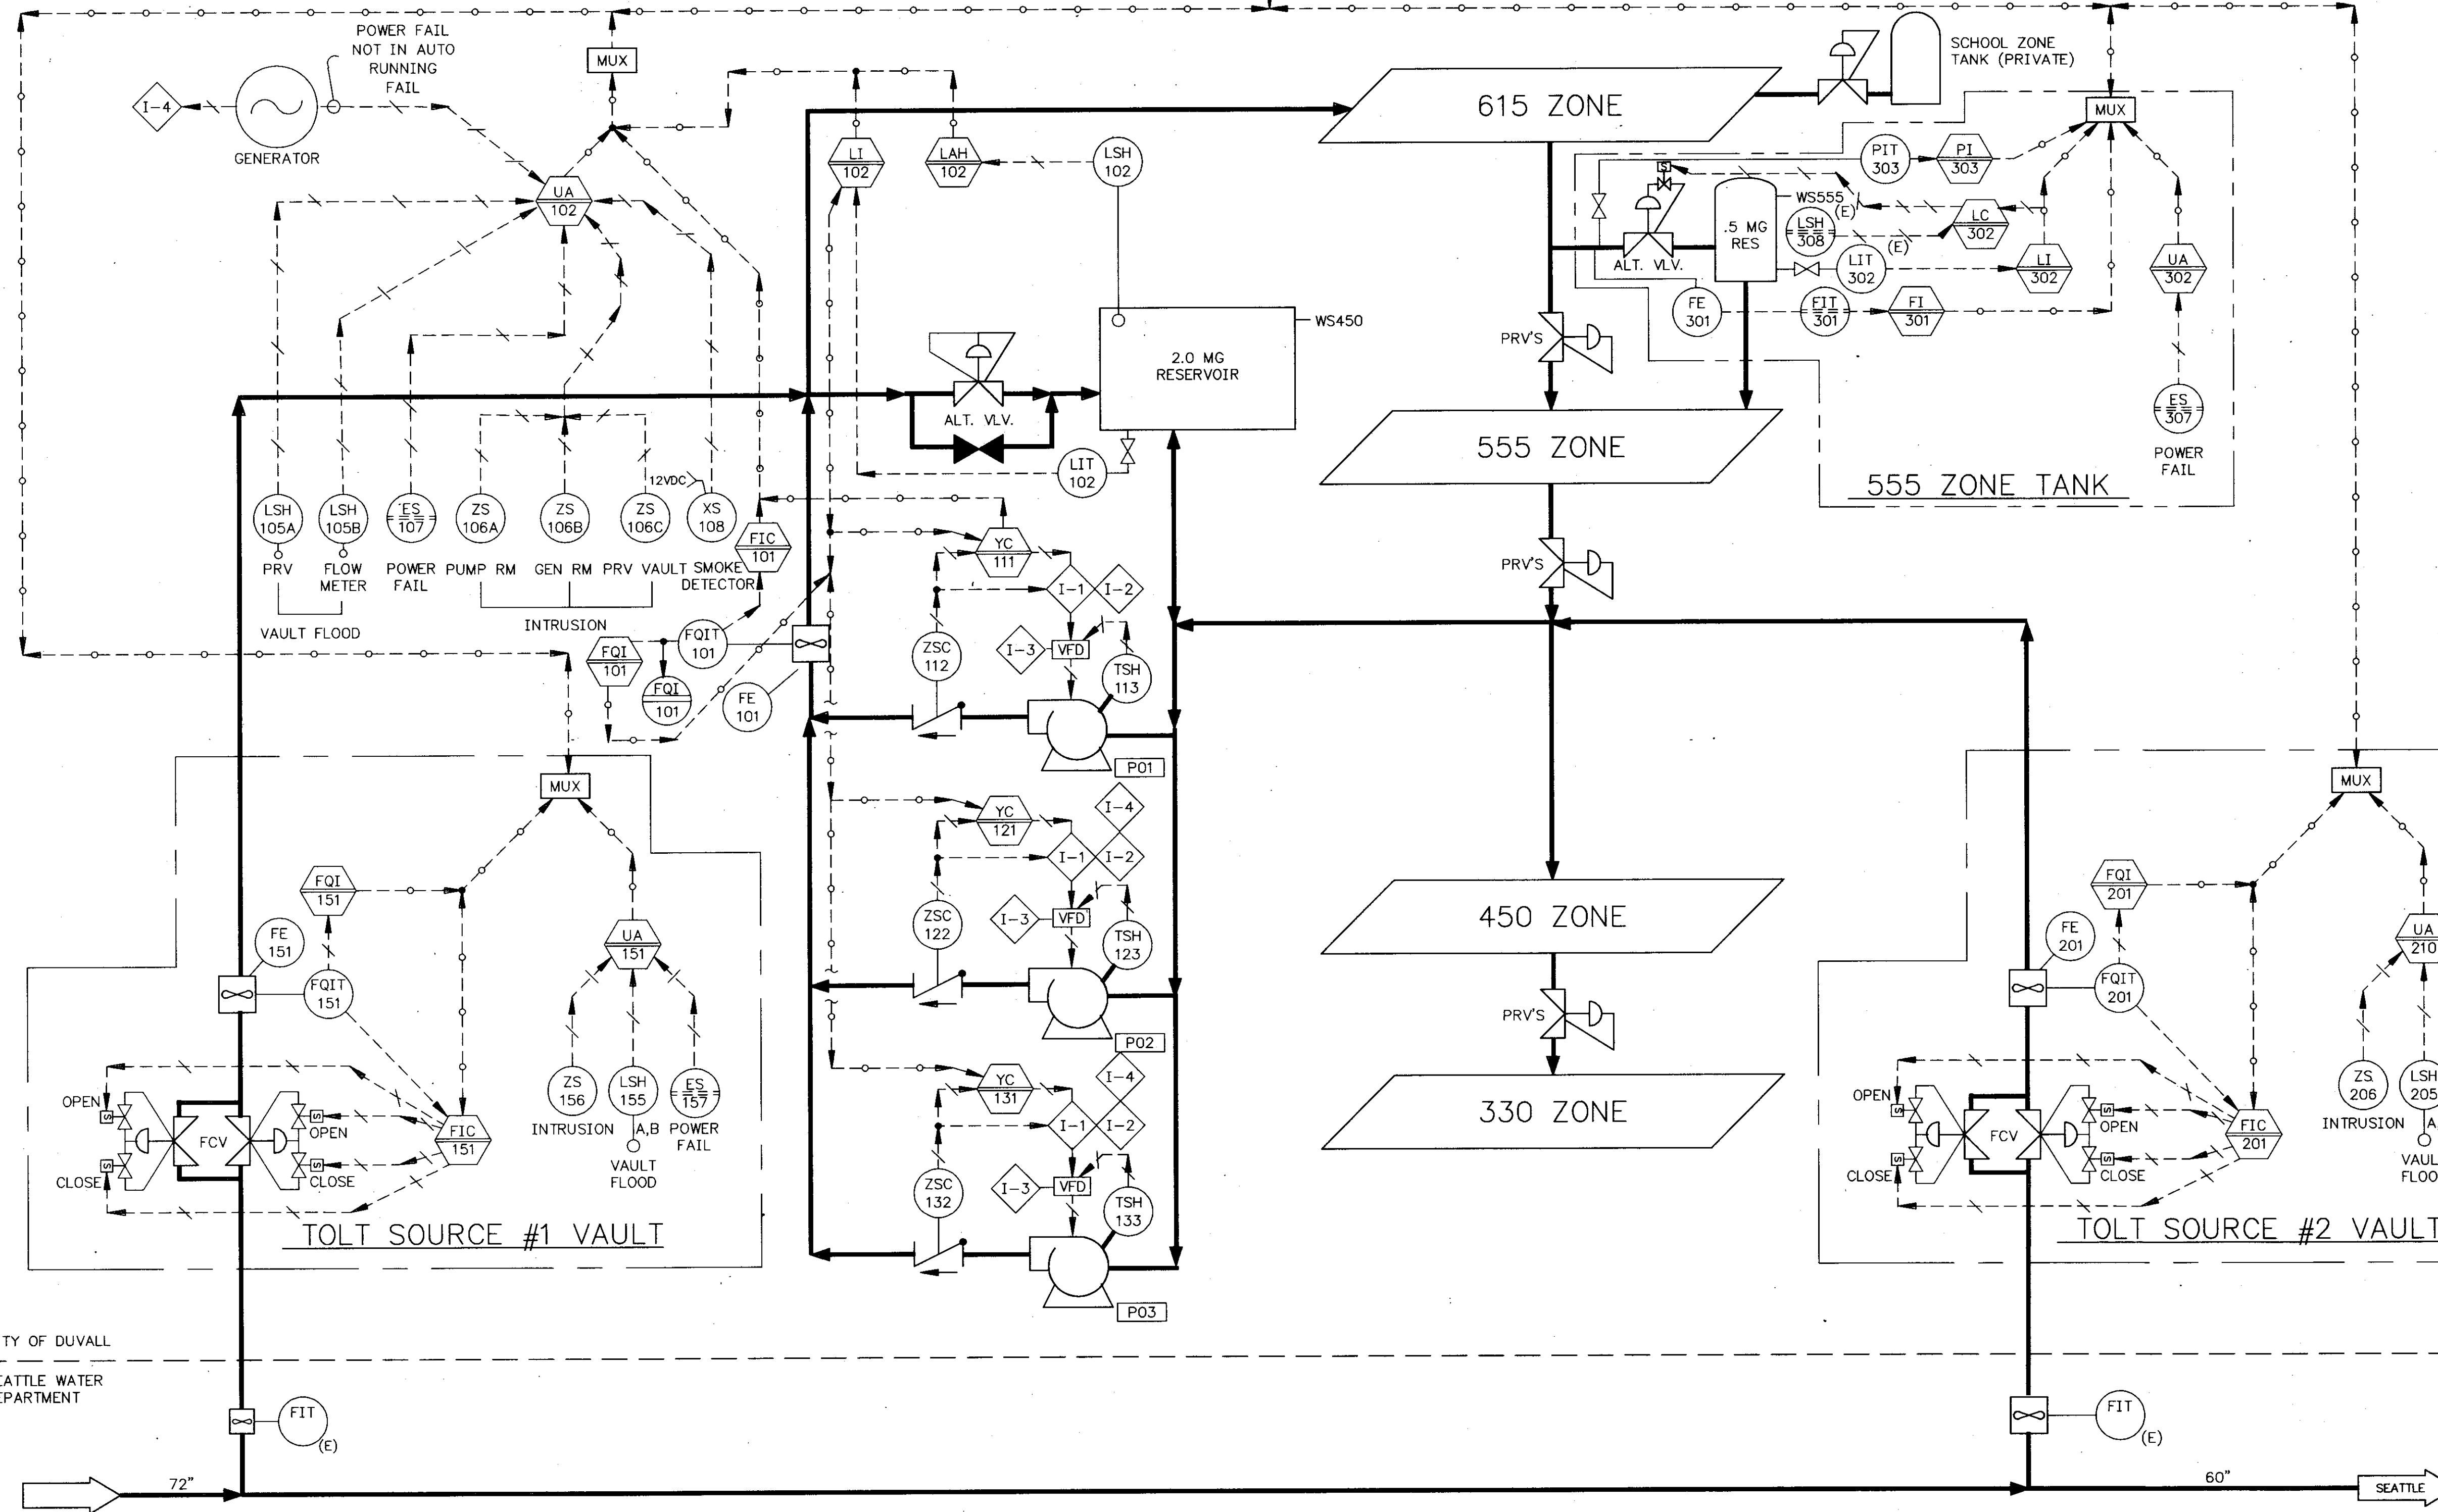 POWER FAIL
NOT IN AUTO
RUNNING
FAIL
I-4
GENERATOR
MUX
UA
102
LI
102
LAH
102
LSH
102
615 ZONE
SCHOOL ZONE
TANK (PRIVATE)
MUX
PIT
303
PI
303
S
WS555
(E)
LSH
308
(E)
LC
302
.5 MG
RES
ALT. VLV.
LIT
302
LI
302
UA
302
FE
301
FIT
301
FI
301
PRV'S
ES
307
POWER
FAIL
555 ZONE TANK
WS450
2.0 MG
RESERVOIR
ALT. VLV.
LIT
102
555 ZONE
PRV'S
12VDC
LSH
105A
LSH
105B
ES
107
ZS
106A
ZS
106B
ZS
106C
XS
108
FIC
101
PRV
FLOW
METER
POWER
FAIL
PUMP RM
GEN RM
PRV VAULT
SMOKE
DETECTOR
VAULT FLOOD
INTRUSION
FQI
101
FQIT
101
FQI
101
FE
101
YC
111
I-1
I-2
ZSC
112
I-3
VFD
TSH
113
P01
YC
121
I-4
I-1
I-2
ZSC
122
I-3
VFD
TSH
123
P02
YC
131
I-4
I-1
I-2
ZSC
132
I-3
VFD
TSH
133
P03
450 ZONE
PRV'S
330 ZONE
MUX
FQI
151
FE
151
FQIT
151
UA
151
ZS
156
LSH
155
ES
157
INTRUSION
A,B
POWER
FAIL
VAULT
FLOOD
OPEN
S
FCV
S
OPEN
CLOSE
S
S
CLOSE
FIC
151
TOLT SOURCE #1 VAULT
MUX
FQI
201
FE
201
FQIT
201
UA
210
ZS
206
LSH
205
INTRUSION
A,
VAUL
FLOO
OPEN
S
FCV
S
OPEN
CLOSE
S
S
CLOSE
FIC
201
TOLT SOURCE #2 VAULT
TY OF DUVALL
EATTLE WATER
EPARTMENT
FIT
(E)
FIT
(E)
72"
60"
SEATTLE